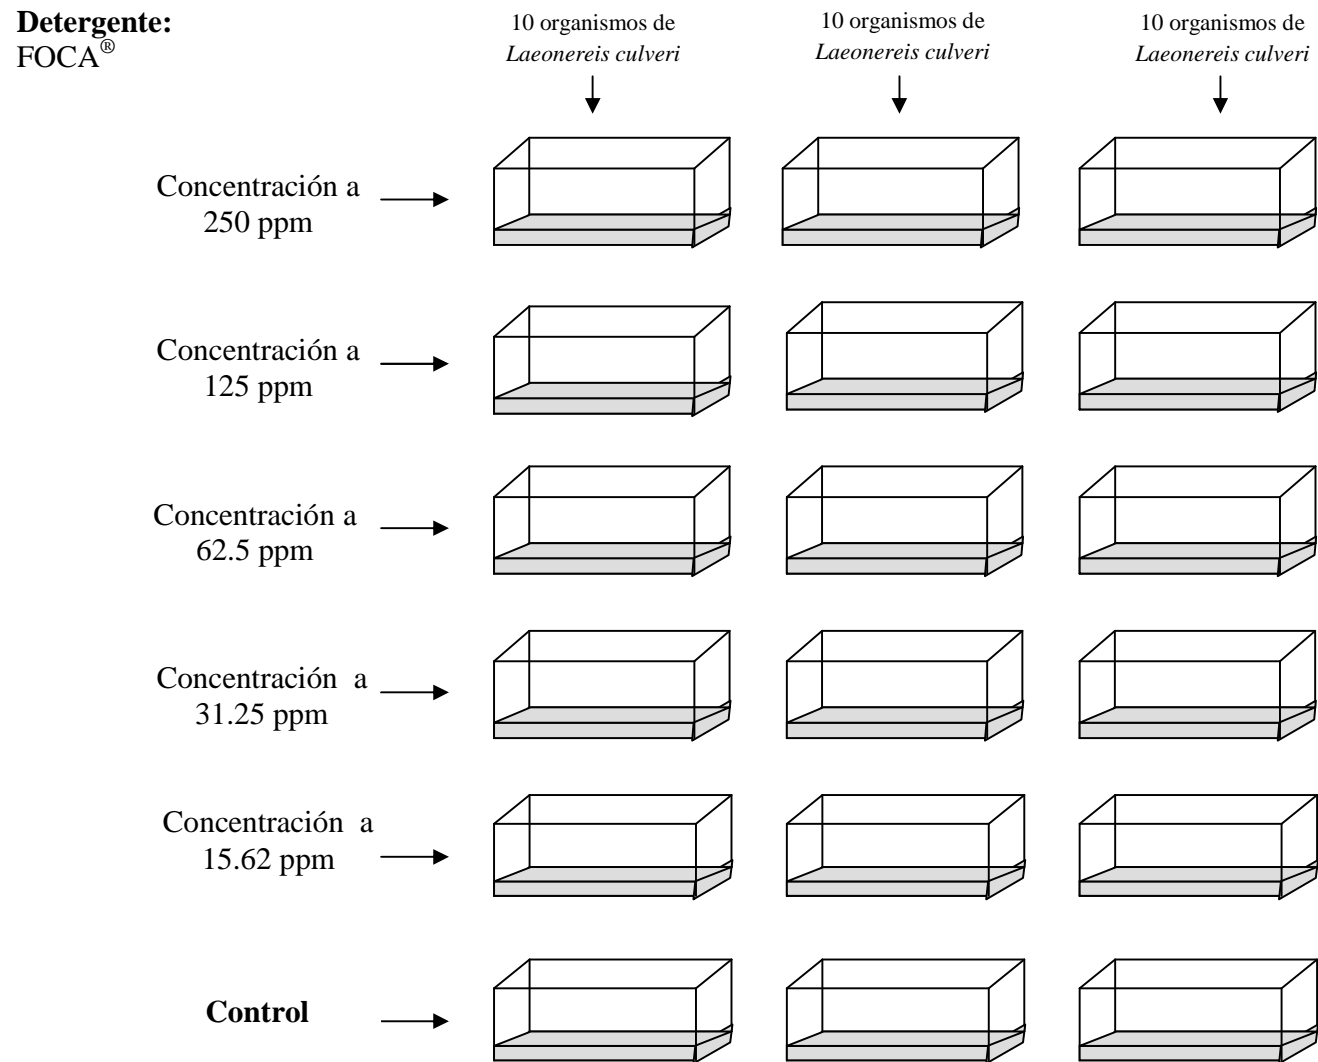 Detergente:
FOCA®
10 organismos de
Laeonereis culveri
10 organismos de
Laeonereis culveri
10 organismos de
Laeonereis culveri
Concentración a
250 ppm
Concentración a
125 ppm
Concentración a
62.5 ppm
Concentración a
31.25 ppm
Concentración a
15.62 ppm
Control